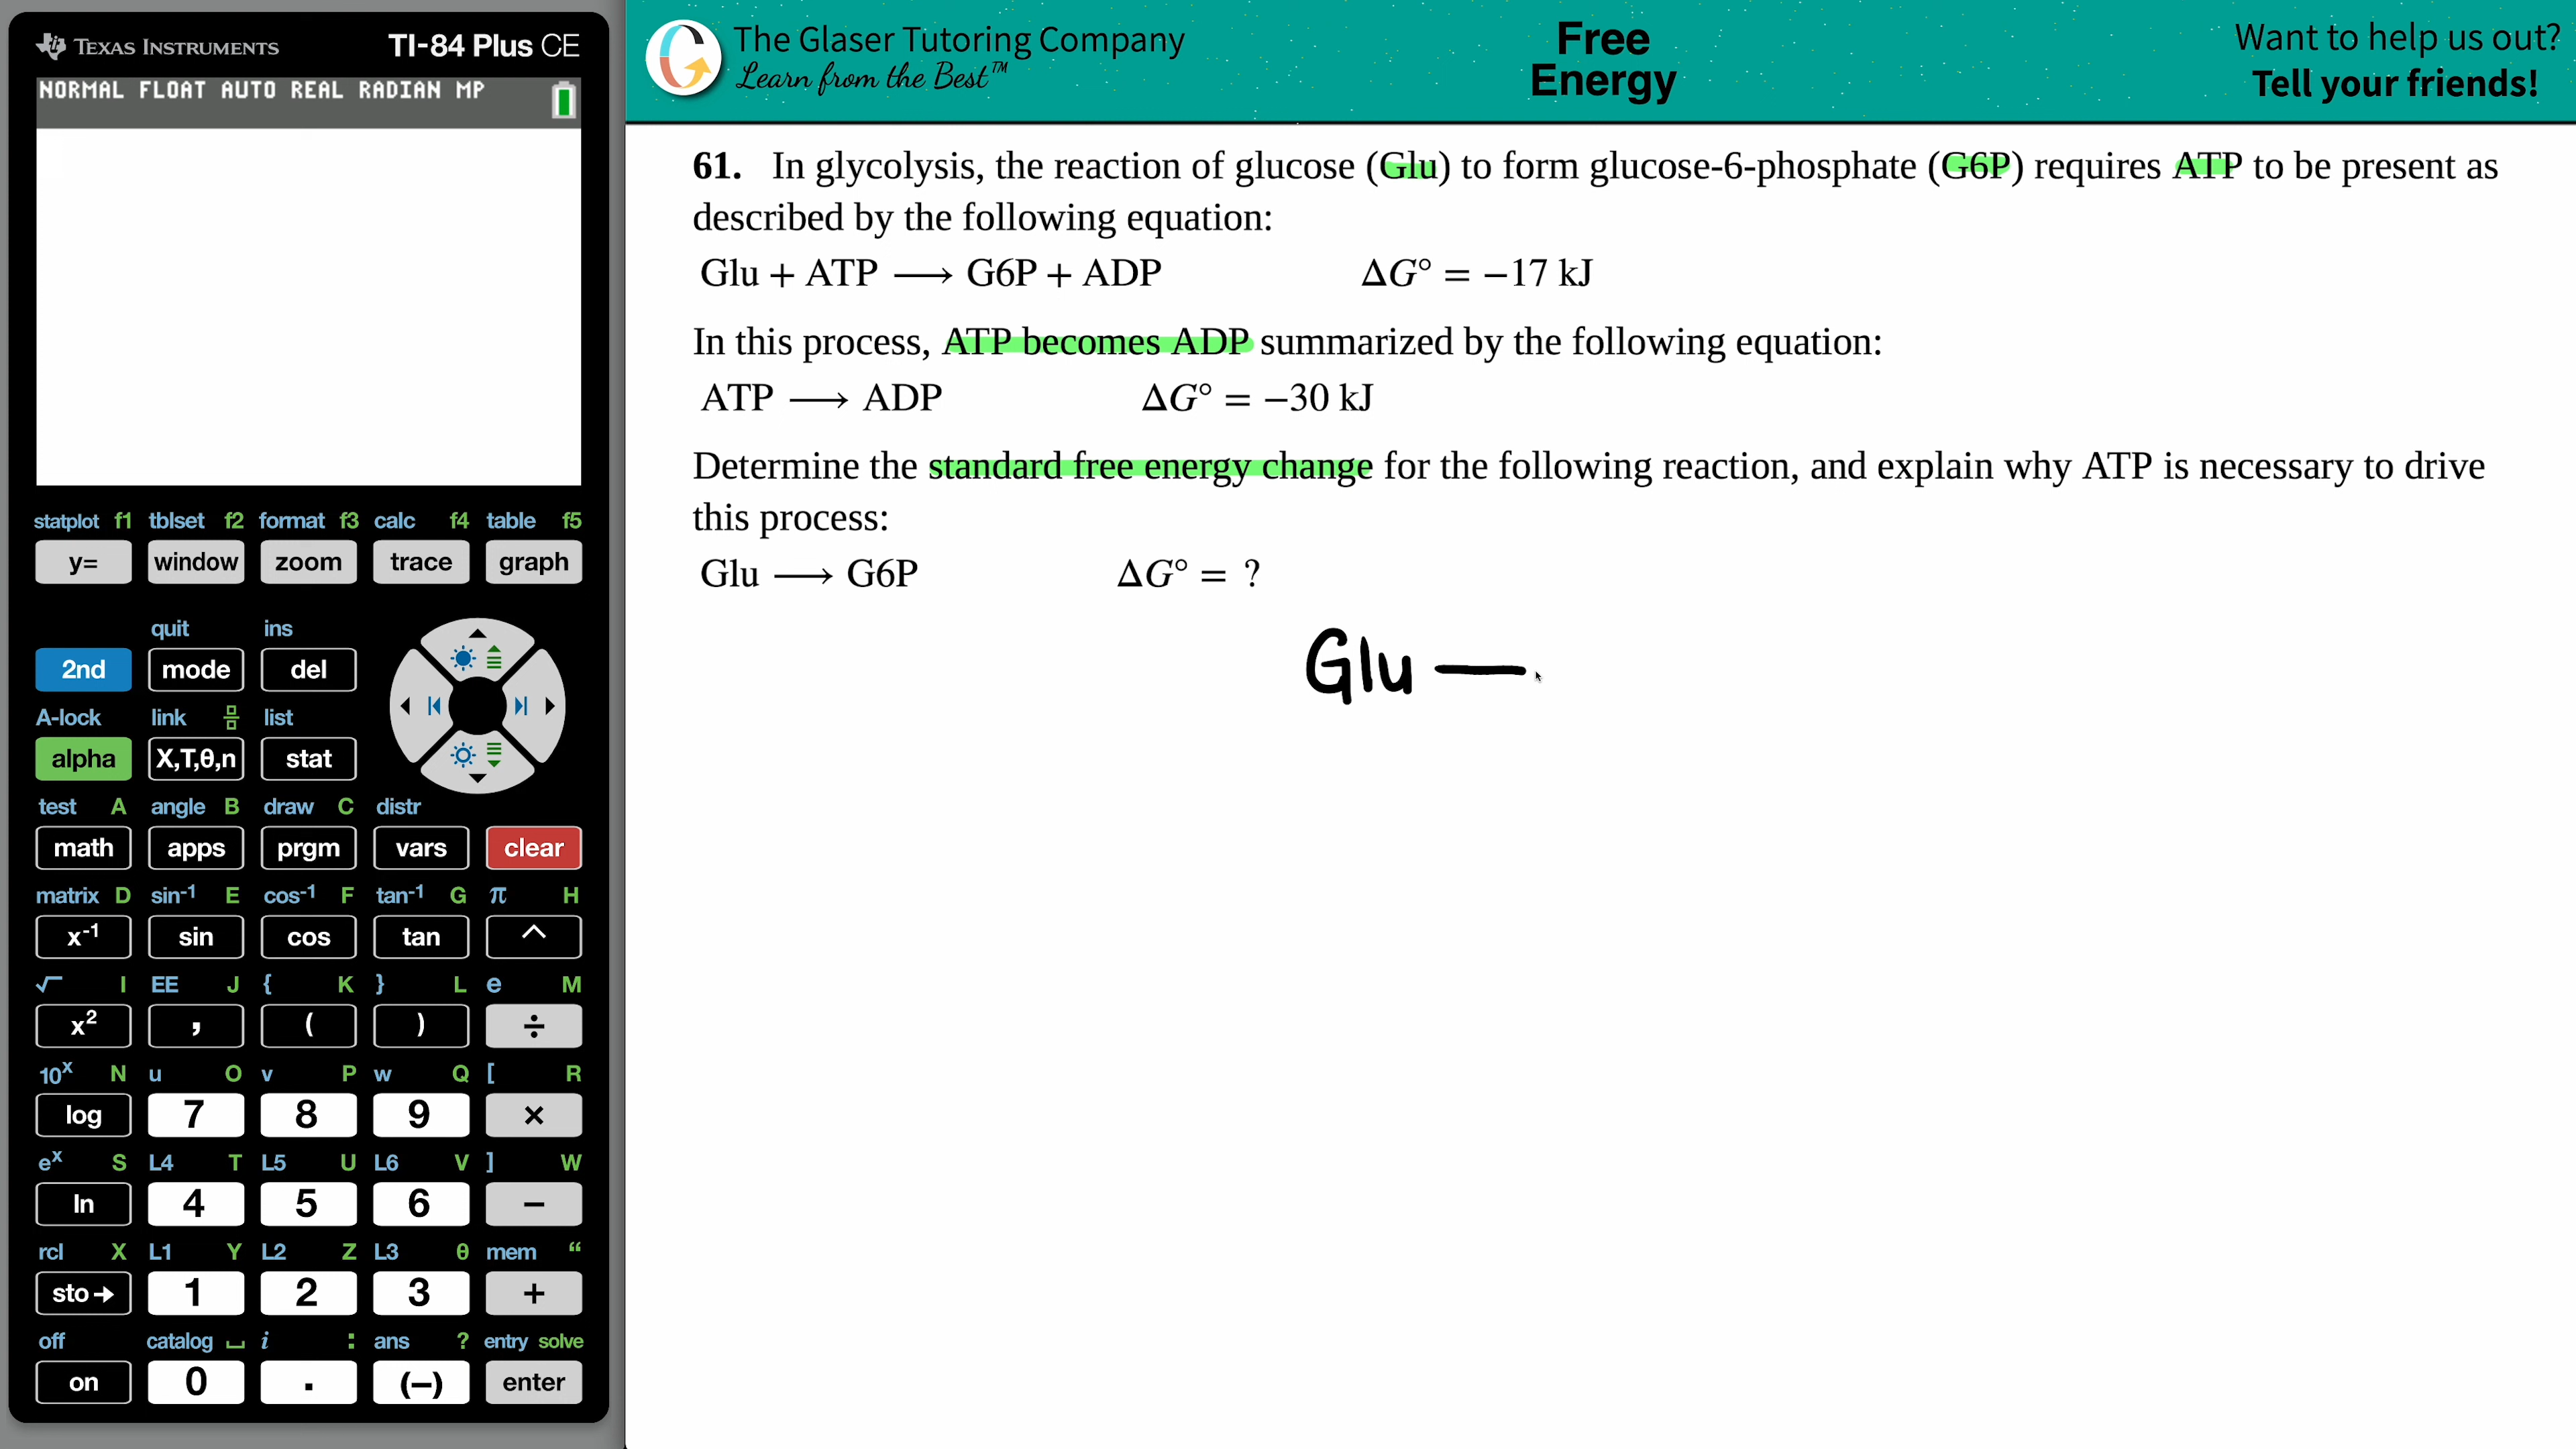 TEXAS INSTRUMENTS TI-84 Plus CE
NORMAL FLOAT AUTO REAL RADIAN MP
statplot f1 tblset f2 format f3 calc f4 table f5
y= window zoom trace graph
quit ins
2nd mode del
A-lock link list
alpha X,T,θ,n stat
test A angle B draw C distr
math apps prgm vars clear
matrix D sin⁻¹ E cos⁻¹ F tan⁻¹ G π H
x⁻¹ sin cos tan ^
√ I EE J { K } L e M
x² , ( ) ÷
10ˣ N u O v P w Q [ R
log 7 8 9 ×
eˣ S L4 T L5 U L6 V ] W
ln 4 5 6 −
rcl X L1 Y L2 Z L3 θ mem “
sto→ 1 2 3 +
off catalog ⎵ i : ans ? entry solve
on 0 . (−) enter
The Glaser Tutoring Company
Learn from the Best™
Free
Energy
Want to help us out?
Tell your friends!
61. In glycolysis, the reaction of glucose (Glu) to form glucose-6-phosphate (G6P) requires ATP to be present as
described by the following equation:
Glu + ATP ⟶ G6P + ADP ΔG° = −17 kJ
In this process, ATP becomes ADP summarized by the following equation:
ATP ⟶ ADP ΔG° = −30 kJ
Determine the standard free energy change for the following reaction, and explain why ATP is necessary to drive
this process:
Glu ⟶ G6P ΔG° = ?
Glu —